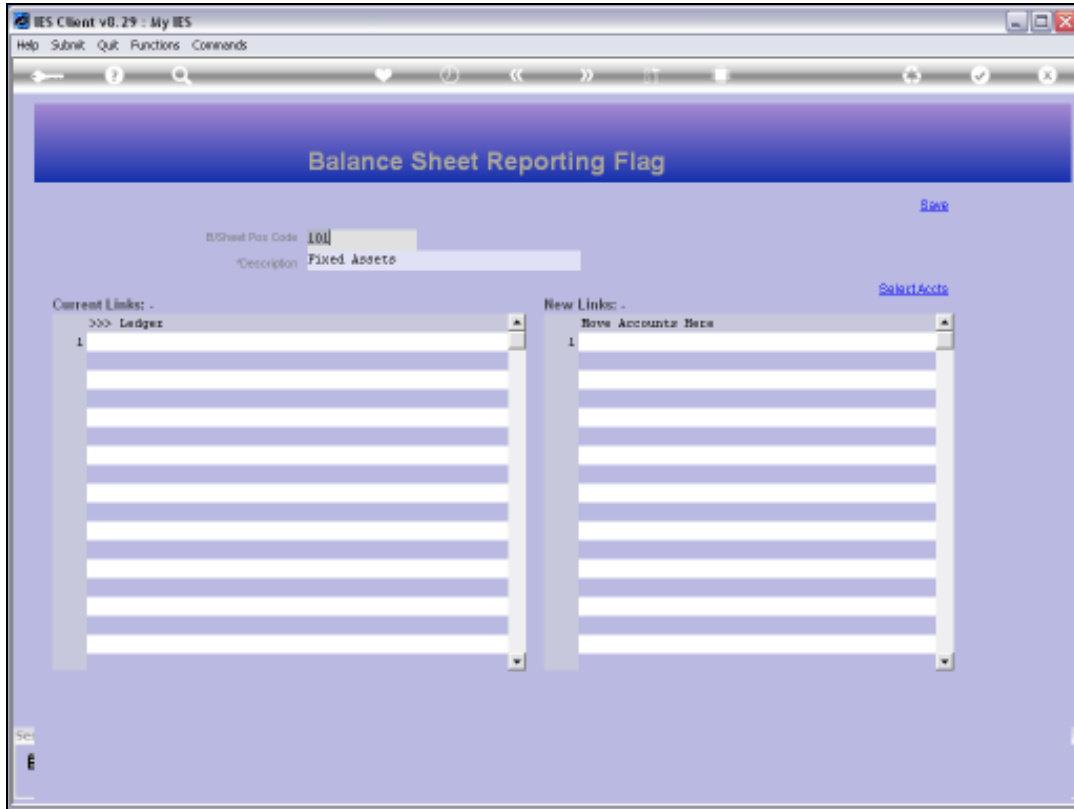 IES Client v8.29 : My IES
Help Submit Quit Functions Commands
Balance Sheet Reporting Flag
Save
B/Sheet Pos Code 101
*Description Fixed Assets
Select Accts
Current Links: - New Links: -
>>> Ledger Move Accounts Here
1 1
Se